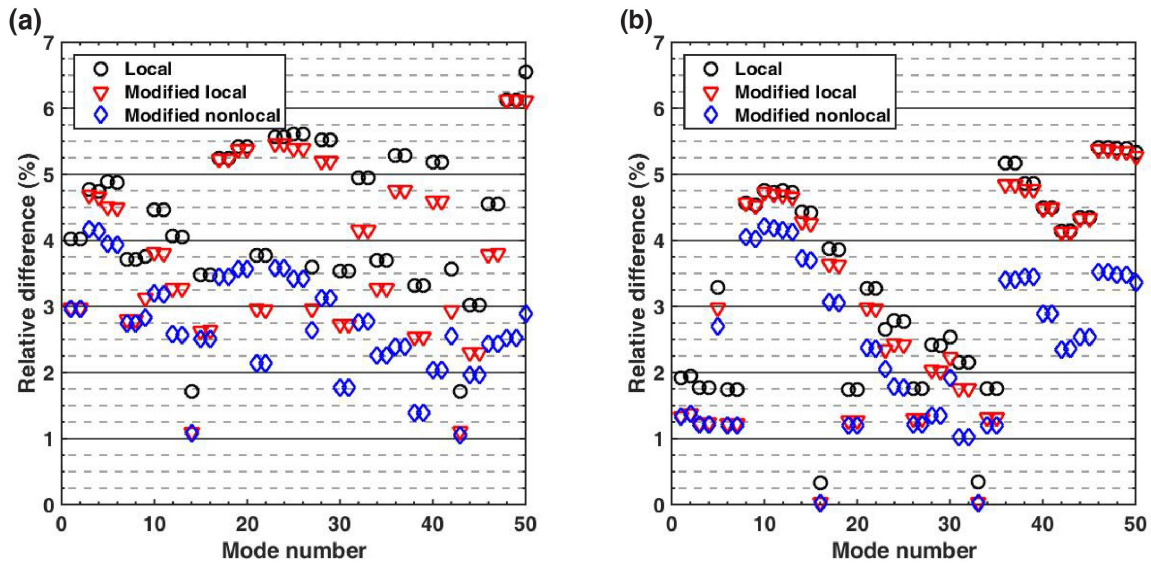 (a)
7
6
5
4
3
2
1
0
0 10 20 30 40 50
Relative difference (%)
Mode number
Local
Modified local
Modified nonlocal
(b)
7
6
5
4
3
2
1
0
0 10 20 30 40 50
Relative difference (%)
Mode number
Local
Modified local
Modified nonlocal